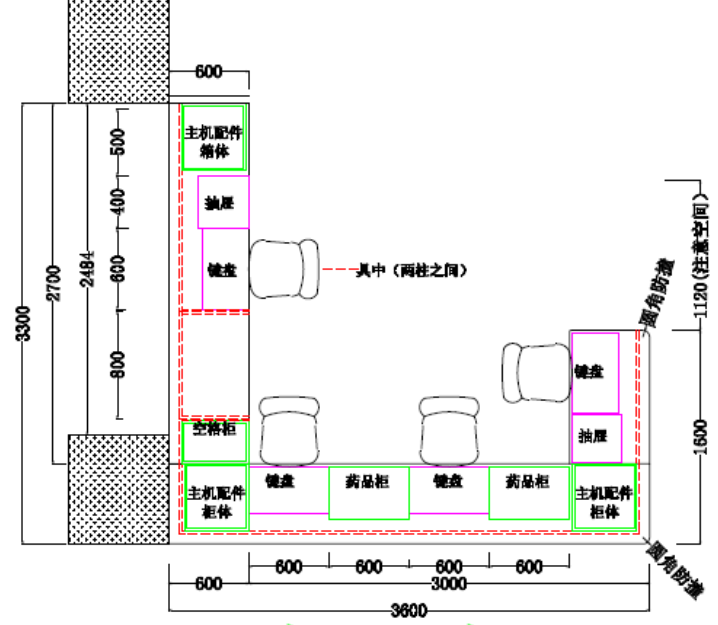 600
主机配件
箱体
500
抽屉
400
键盘
600
具中（两柱之间）
2484
2700
3300
800
1120(注意空间)
圆角防撞
键盘
抽屉
1600
空格柜
主机配件
柜体
键盘
药品柜
键盘
药品柜
主机配件
柜体
圆角防撞
600
600
600
600
600
3000
3600